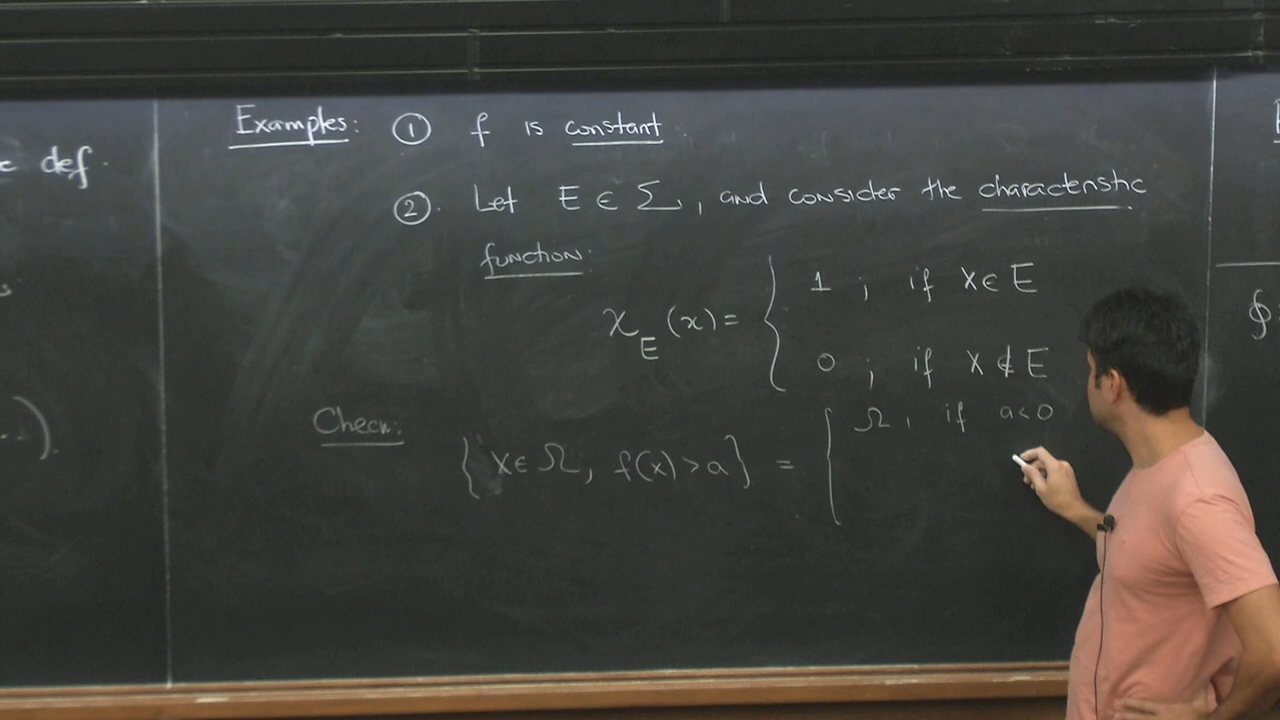 Examples: ① f is constant.
def.
②. Let E ∈ Σ, and consider the characteristic
function:
1 ; if x ∈ E
χ_E (x) = {
0 ; if x ∉ E
Check:
{ x ∈ Ω ; f(x) > a } = { Ω , if a < 0